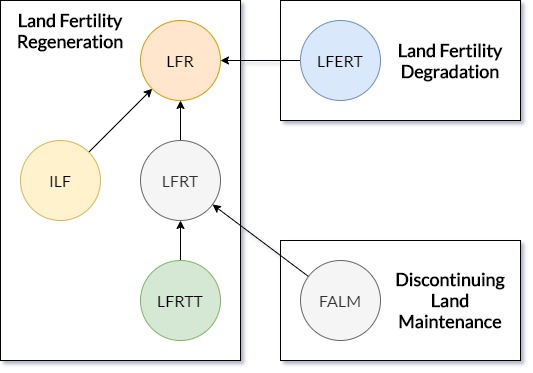 Land Fertility
Regeneration
LFR
LFERT
Land Fertility
Degradation
ILF
LFRT
LFRTT
FALM
Discontinuing
Land
Maintenance